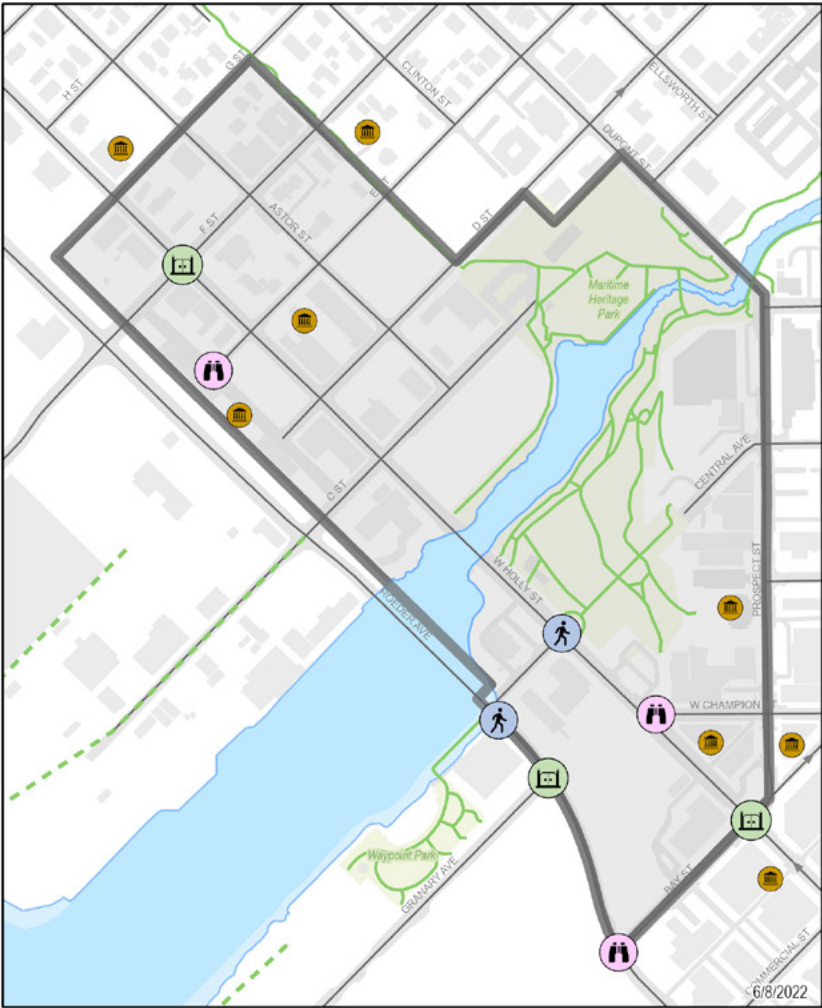 G ST
H ST
CLINTON ST
ELLSWORTH ST
DUPONT ST
E ST
F ST
ASTOR ST
D ST
Maritime
Heritage
Park
CENTRAL AVE
C ST
PROSPECT ST
W HOLLY ST
ROEDER AVE
W CHAMPION ST
Waypoint Park
GRANARY AVE
BAY ST
COMMERCIAL ST
6/8/2022